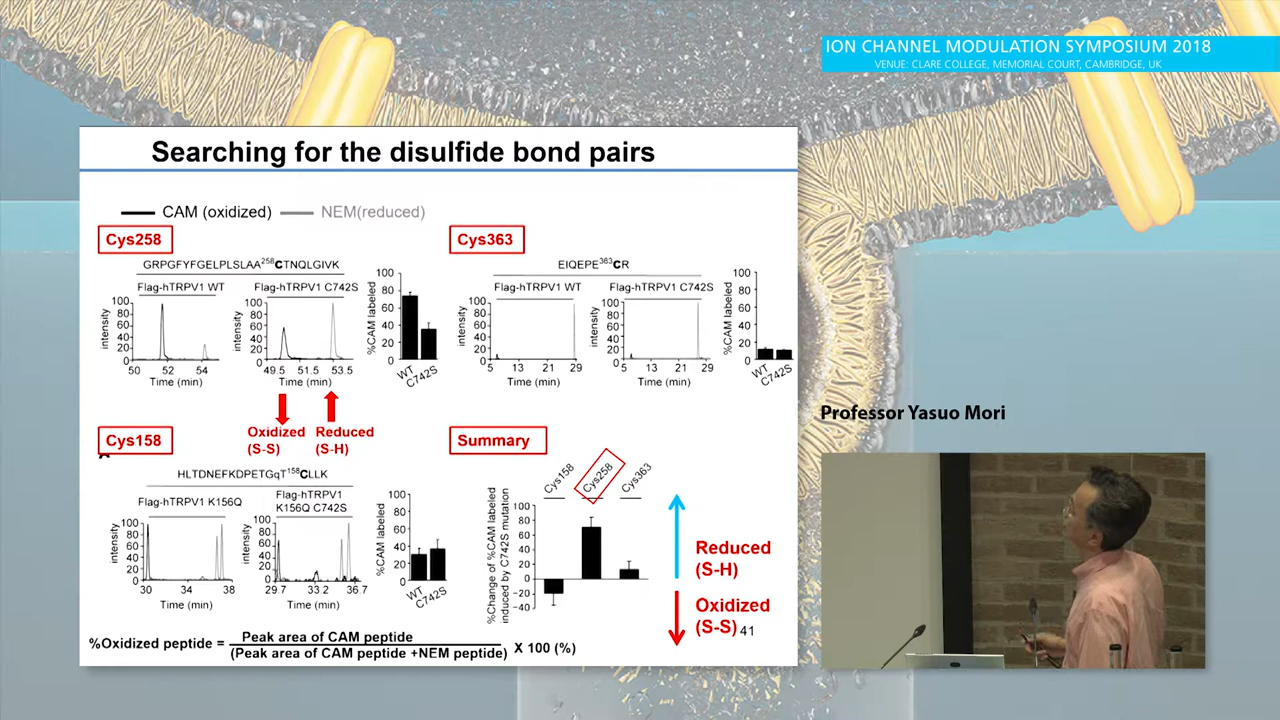 ION CHANNEL MODULATION SYMPOSIUM 2018
VENUE: CLARE COLLEGE, MEMORIAL COURT, CAMBRIDGE, UK
Searching for the disulfide bond pairs
CAM (oxidized) NEM(reduced)
Cys258
GRPGFYFGELPLSLAA258CTNQLGIVK
Flag-hTRPV1 WT
Flag-hTRPV1 C742S
intensity
100
80
60
40
20
0
50 52 54
Time (min)
intensity
100
80
60
40
20
0
49.5 51.5 53.5
Time (min)
%CAM labeled
100
80
60
40
20
0
WT
C742S
Oxidized
(S-S)
Reduced
(S-H)
Cys363
EIQEPE363CR
Flag-hTRPV1 WT
Flag-hTRPV1 C742S
intensity
100
80
60
40
20
0
5 13 21 29
Time (min)
intensity
100
80
60
40
20
0
5 13 21 29
Time (min)
%CAM labeled
100
80
60
40
20
0
WT
C742S
Cys158
HLTDNEFKDPETGqT158CLLK
Flag-hTRPV1 K156Q
Flag-hTRPV1
K156Q C742S
intensity
100
80
60
40
20
0
30 34 38
Time (min)
intensity
100
80
60
40
20
0
29.7 33.2 36.7
Time (min)
%CAM labeled
100
80
60
40
20
0
WT
C742S
Summary
Cys158
Cys258
Cys363
%Change of %CAM labeled
induced by C742S mutation
100
80
60
40
20
0
−20
−40
Reduced
(S-H)
Oxidized
(S-S)
41
%Oxidized peptide = Peak area of CAM peptide
(Peak area of CAM peptide +NEM peptide) X 100 (%)
Professor Yasuo Mori